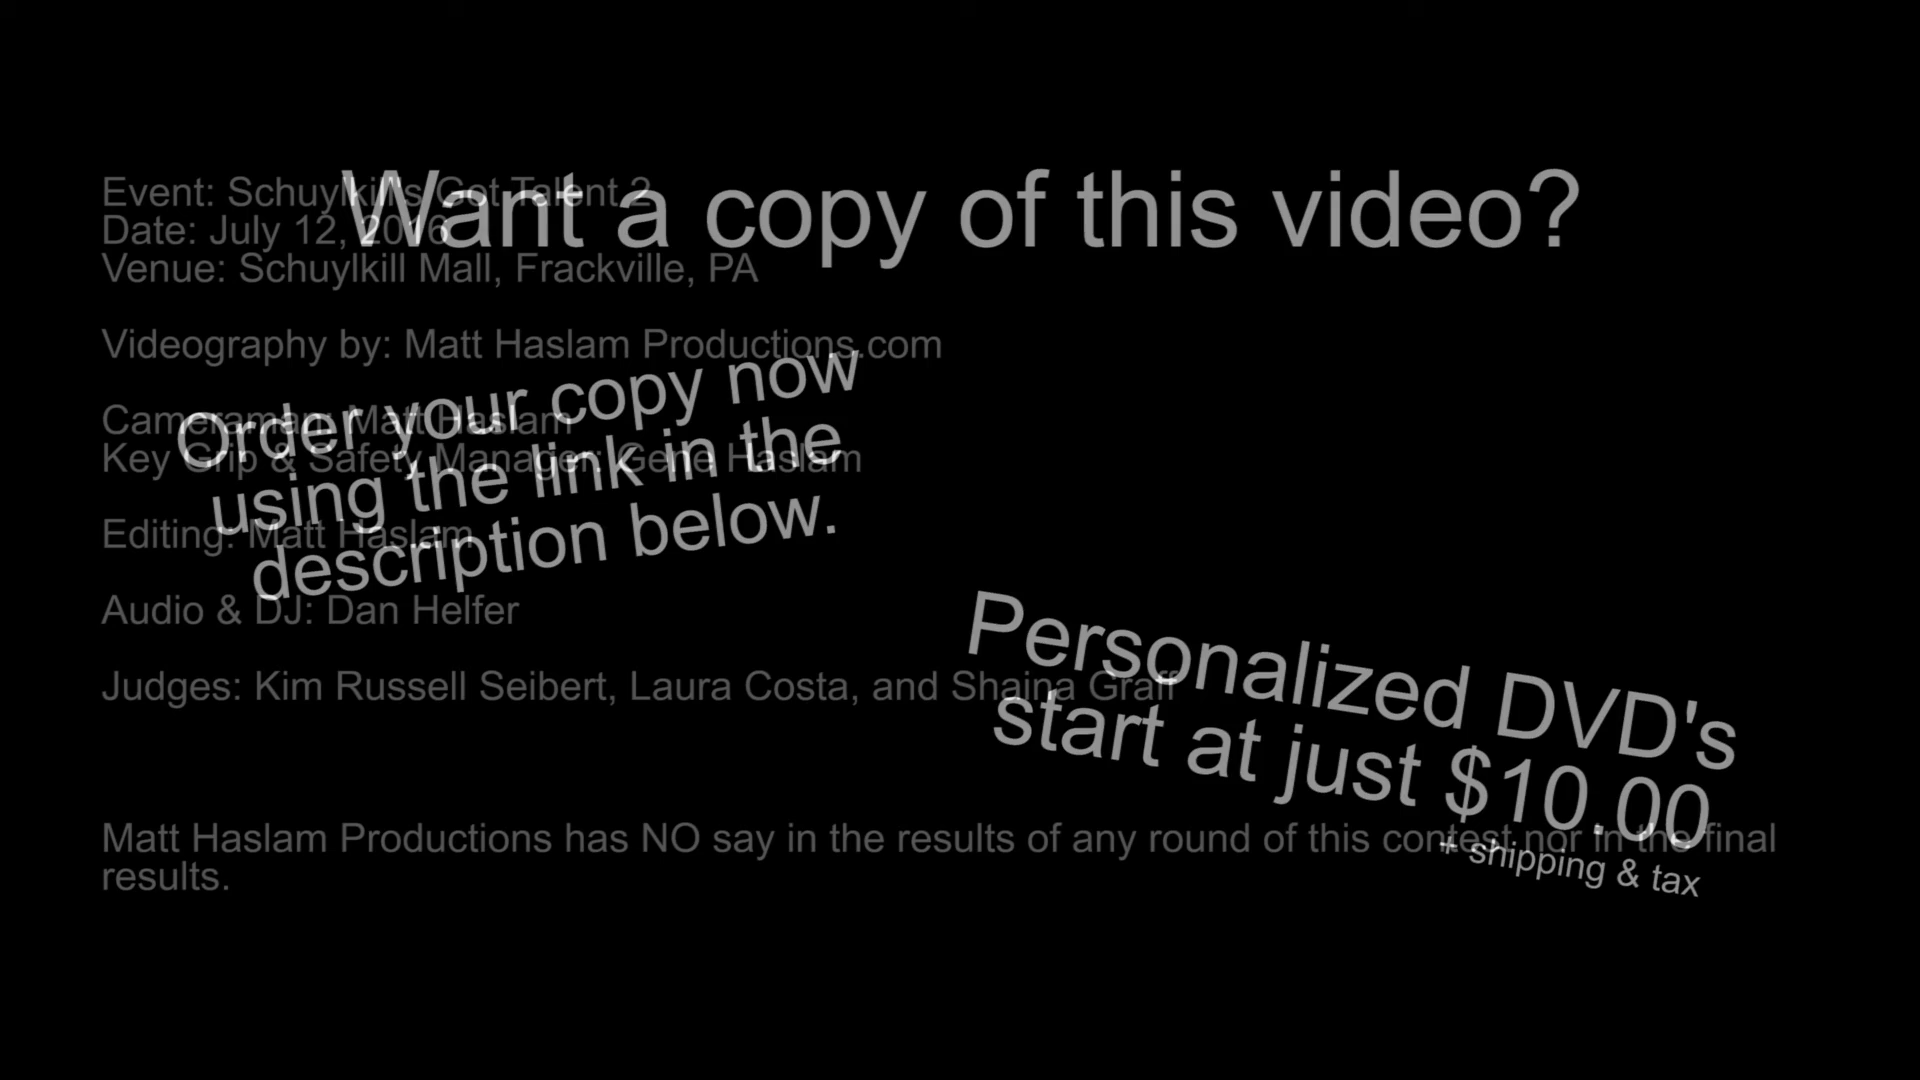 Want a copy of this video?
Order your copy now
using the link in the
description below.
Personalized DVD's
start at just $10.00
+ shipping & tax
Event: Schuylkill's Got Talent 2
Date: July 12, 2016
Venue: Schuylkill Mall, Frackville, PA
Videography by: Matt Haslam Productions.com
Cameraman: Matt Haslam
Key Grip & Safety Manager: Gene Haslam
Editing: Matt Haslam
Audio & DJ: Dan Helfer
Judges: Kim Russell Seibert, Laura Costa, and Shaina Graff
Matt Haslam Productions has NO say in the results of any round of this contest nor in the final
results.